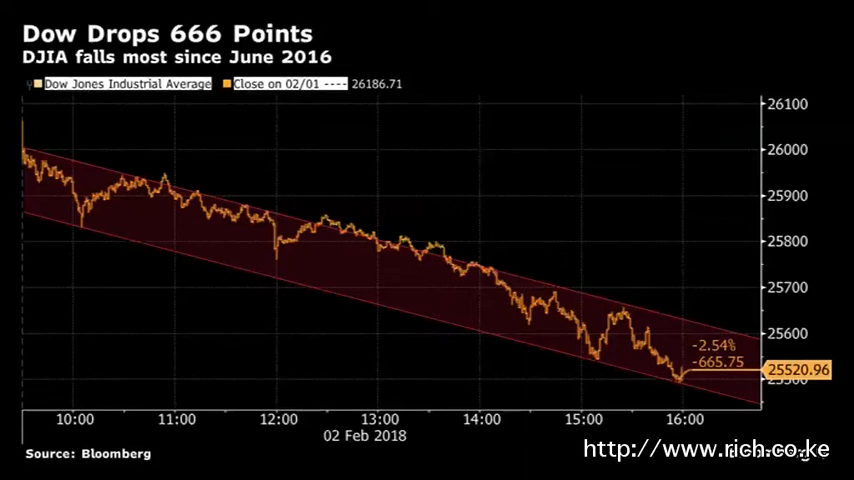 Dow Drops 666 Points
DJIA falls most since June 2016
Dow Jones Industrial Average Close on 02/01 ---- 26186.71
26100
26000
25900
25800
25700
25600
-2.54%
-665.75
25520.96
25500
10:00 11:00 12:00 13:00 14:00 15:00 16:00
02 Feb 2018
Source: Bloomberg
http://www.rich.co.ke